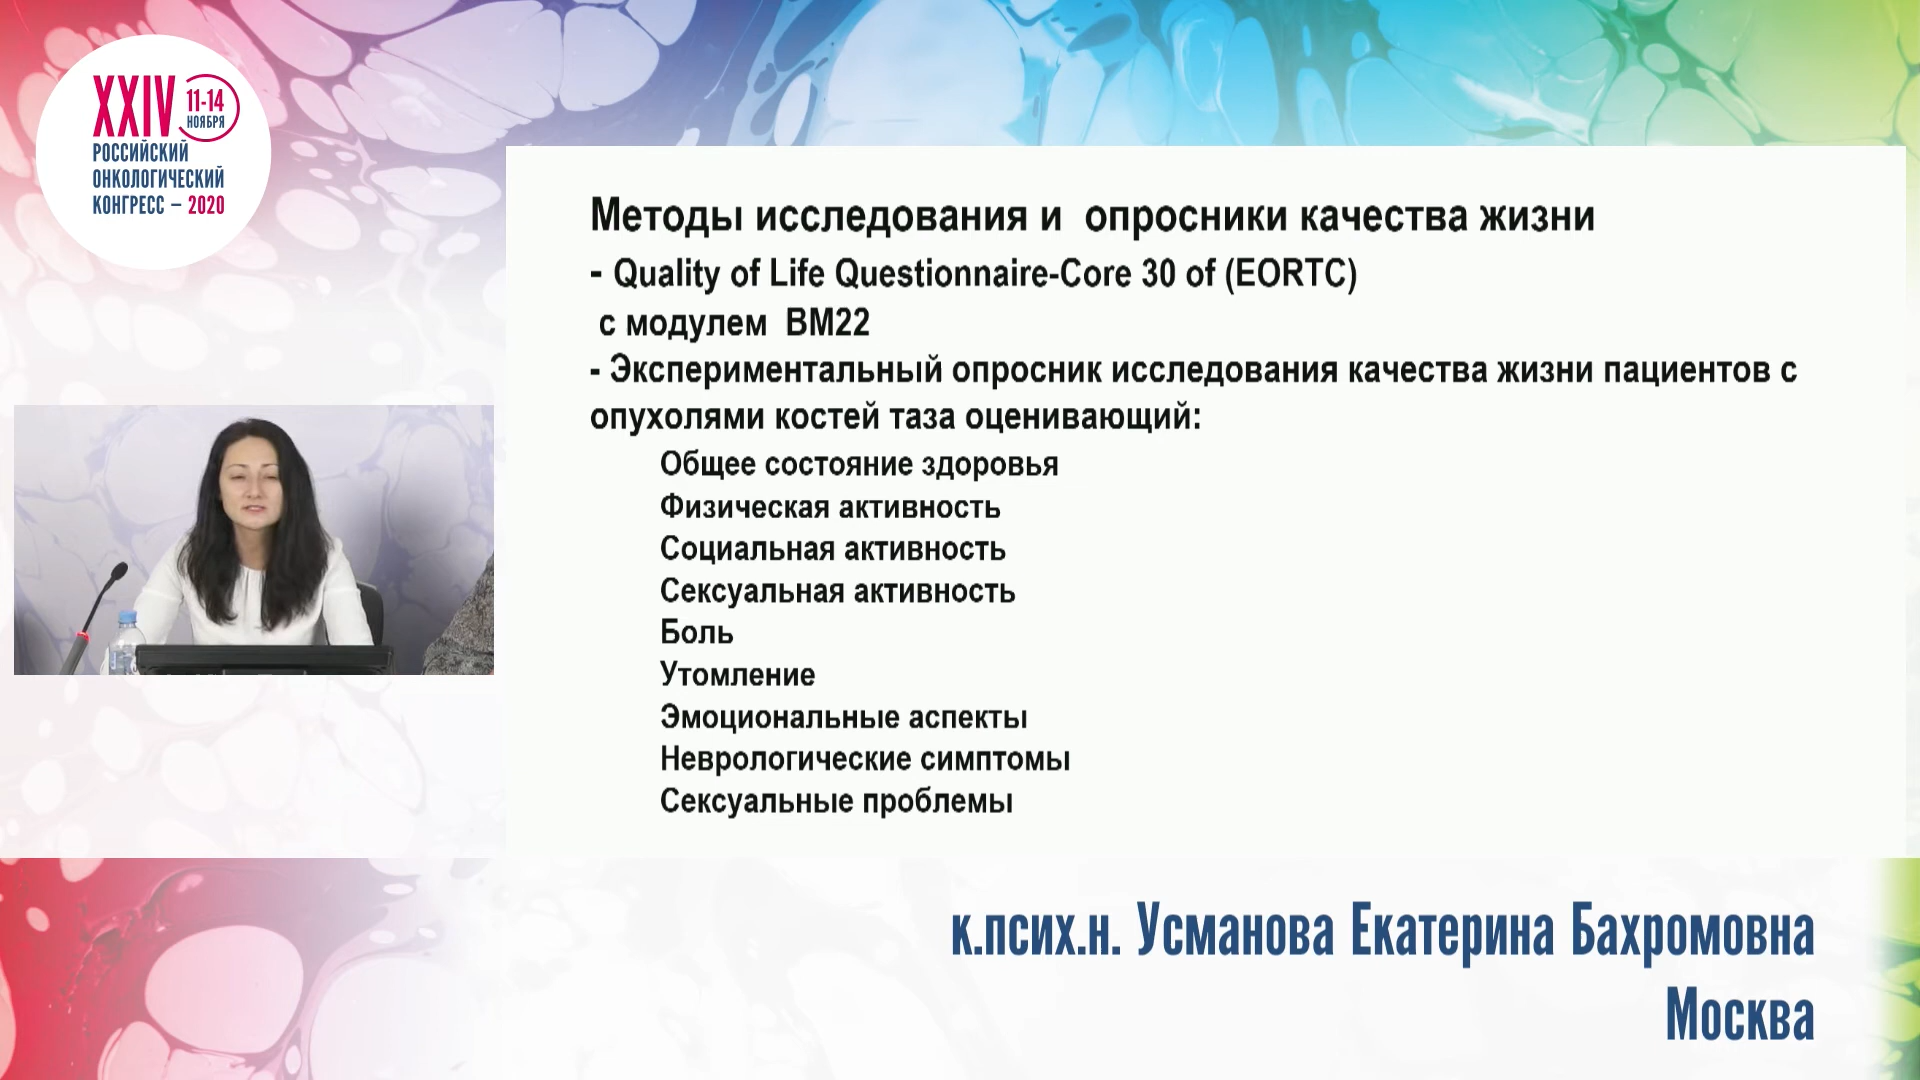 XXIV
11-14
НОЯБРЯ
РОССИЙСКИЙ
ОНКОЛОГИЧЕСКИЙ
КОНГРЕСС – 2020
Методы исследования и опросники качества жизни
- Quality of Life Questionnaire-Core 30 of (EORTC)
с модулем ВМ22
- Экспериментальный опросник исследования качества жизни пациентов с
опухолями костей таза оценивающий:
Общее состояние здоровья
Физическая активность
Социальная активность
Сексуальная активность
Боль
Утомление
Эмоциональные аспекты
Неврологические симптомы
Сексуальные проблемы
к.псих.н. Усманова Екатерина Бахромовна
Москва